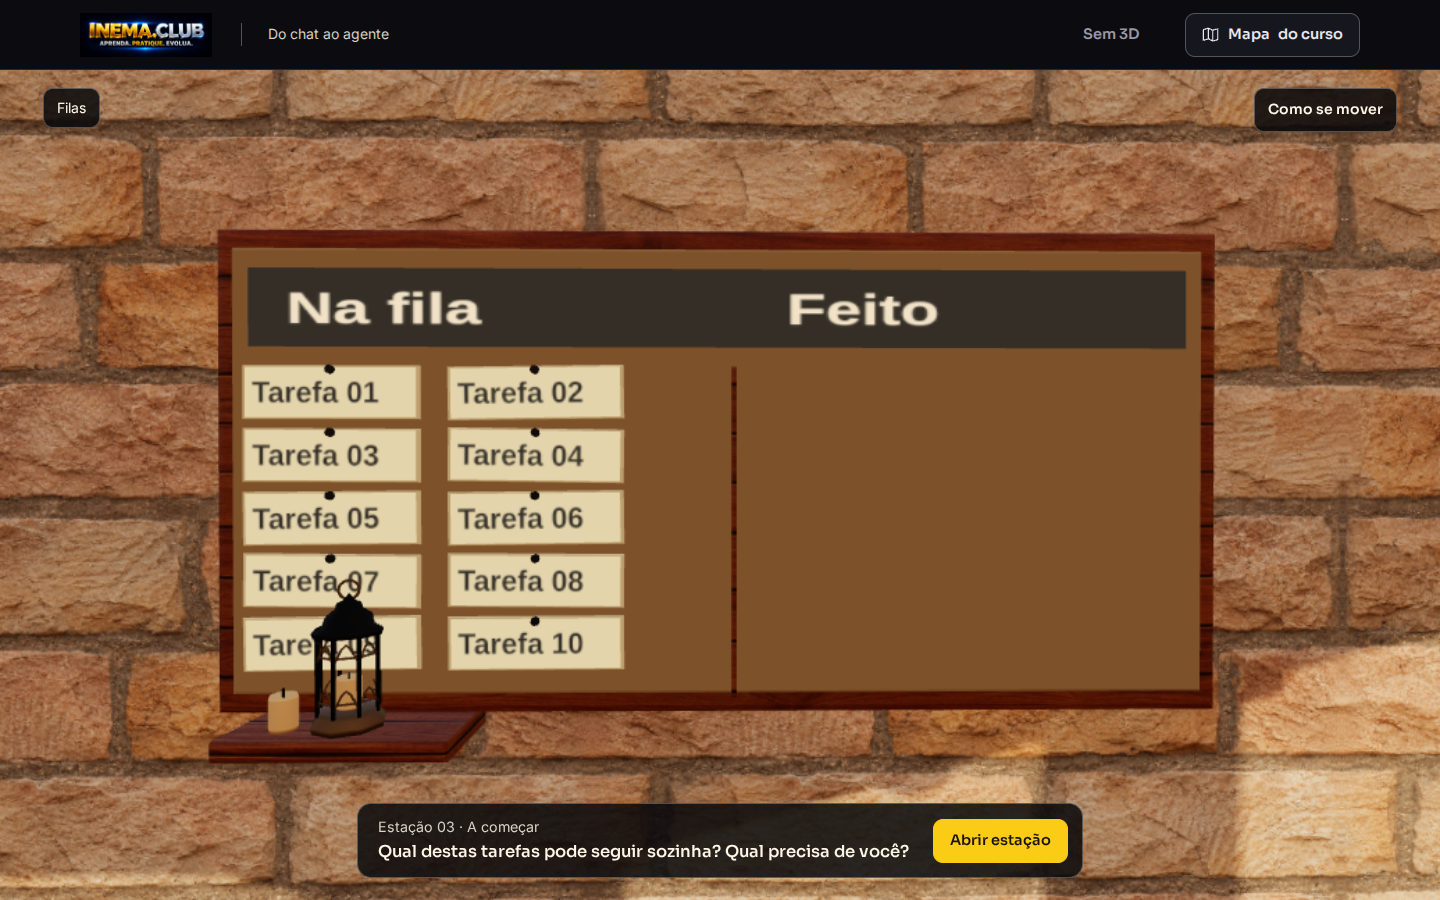 INEMA.CLUB
APRENDA. PRATIQUE. EVOLUA.
Do chat ao agente
Sem 3D
Mapa do curso
Filas
Como se mover
Na fila
Feito
Tarefa 01
Tarefa 02
Tarefa 03
Tarefa 04
Tarefa 05
Tarefa 06
Tarefa 07
Tarefa 08
Tare
Tarefa 10
Estação 03 · A começar
Qual destas tarefas pode seguir sozinha? Qual precisa de você?
Abrir estação